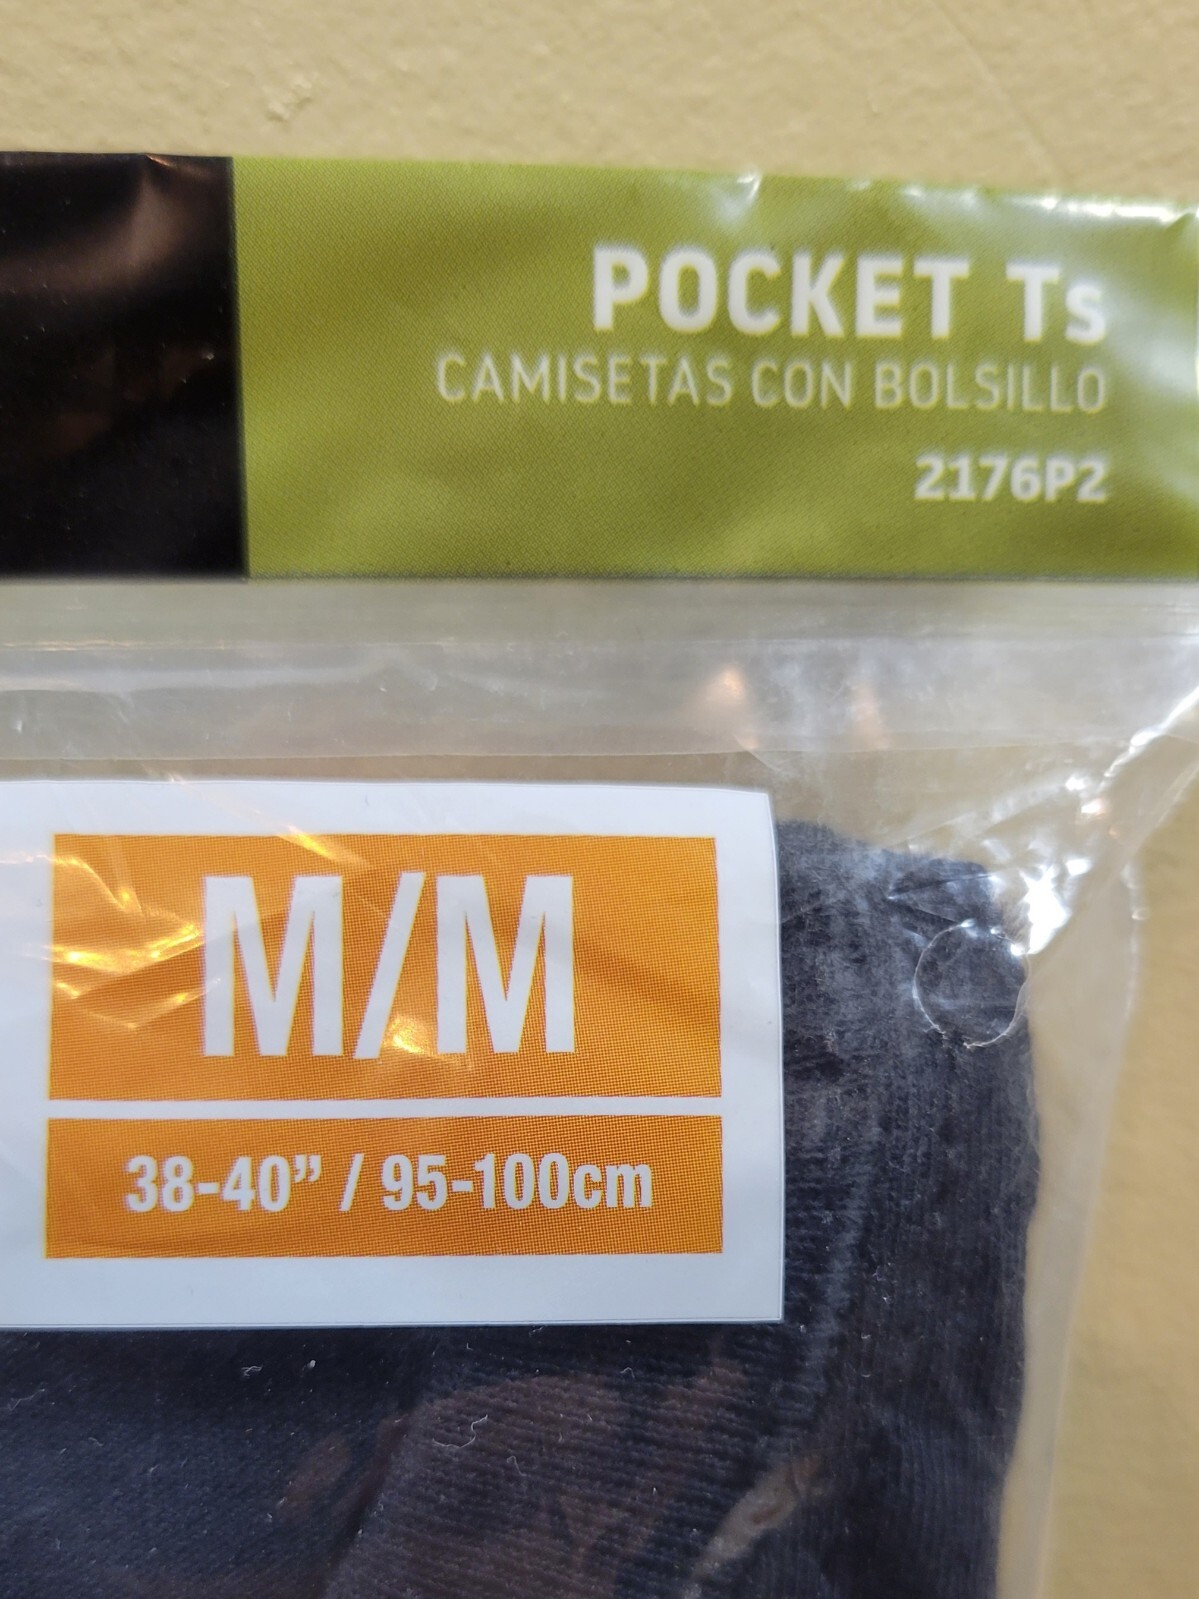 POCKET Ts
CAMISETAS CON BOLSILLO
2176P2
M/M
38-40” / 95-100cm